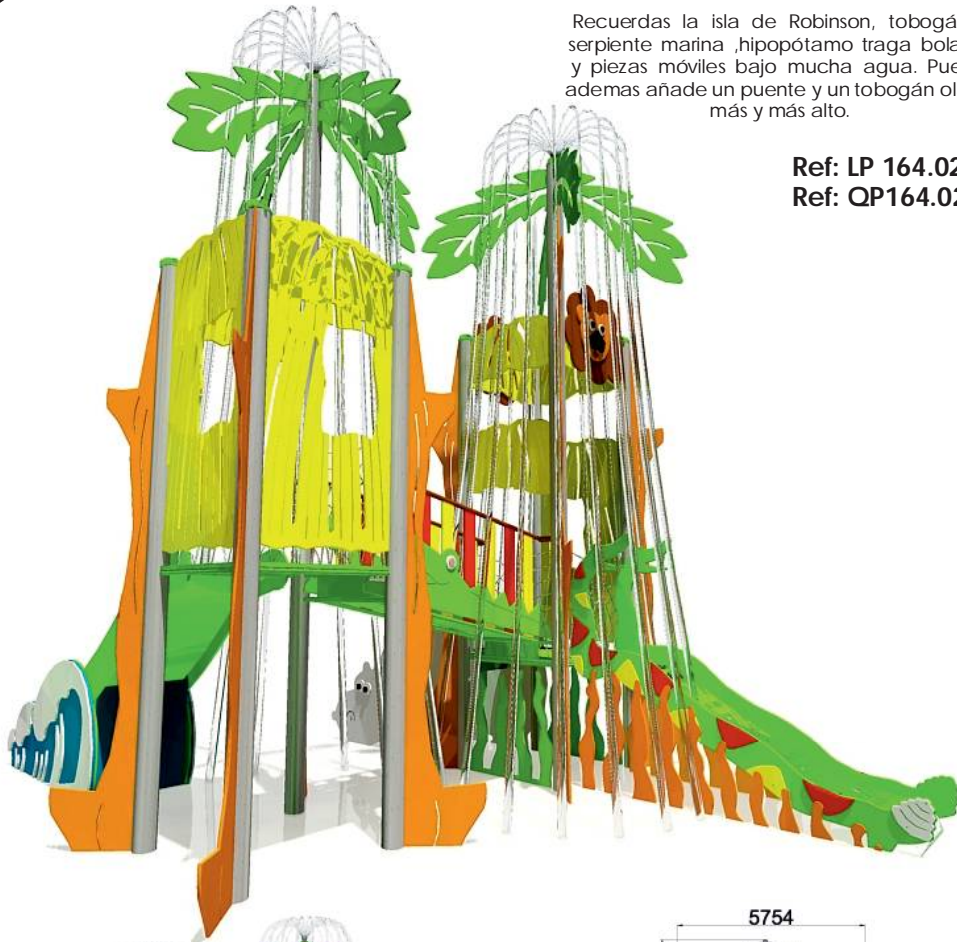 Recuerdas la isla de Robinson, tobogá
serpiente marina ,hipopótamo traga bola
y piezas móviles bajo mucha agua. Pue
ademas añade un puente y un tobogán ol
más y más alto.
Ref: LP 164.02
Ref: QP164.02
5754